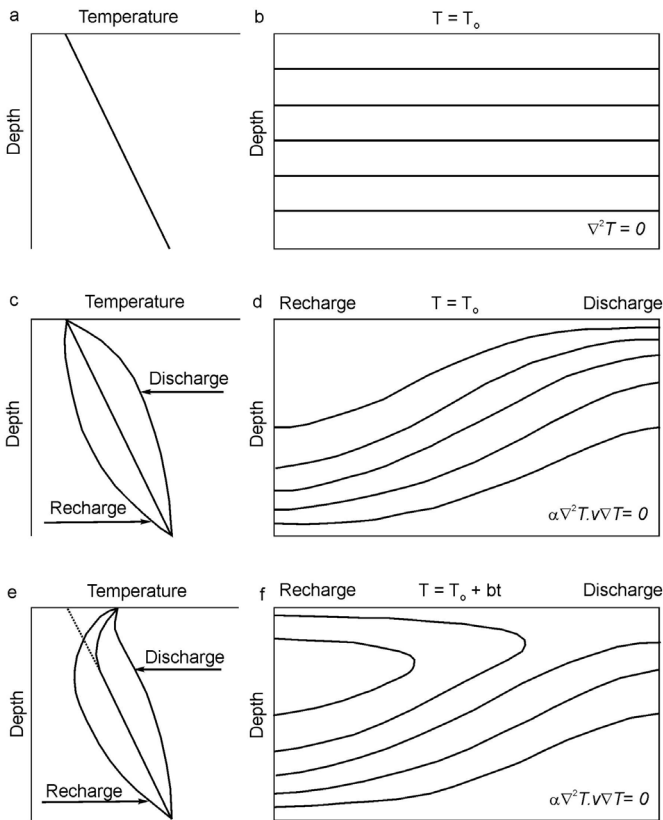 a Temperature
Depth
b T = Tₒ
Depth
∇²T = 0
c Temperature
Depth
Discharge
Recharge
d Recharge T = Tₒ Discharge
Depth
α∇²T.v∇T= 0
e Temperature
Depth
Discharge
Recharge
f Recharge T = Tₒ + bt Discharge
Depth
α∇²T.v∇T= 0